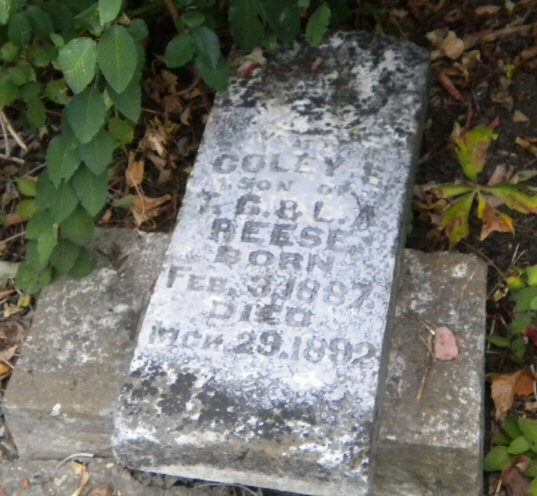 COLEY E
SON OF
T. C. & L. A
REESE
BORN
FEB. 3, 1887
DIED
MCH. 29, 1892